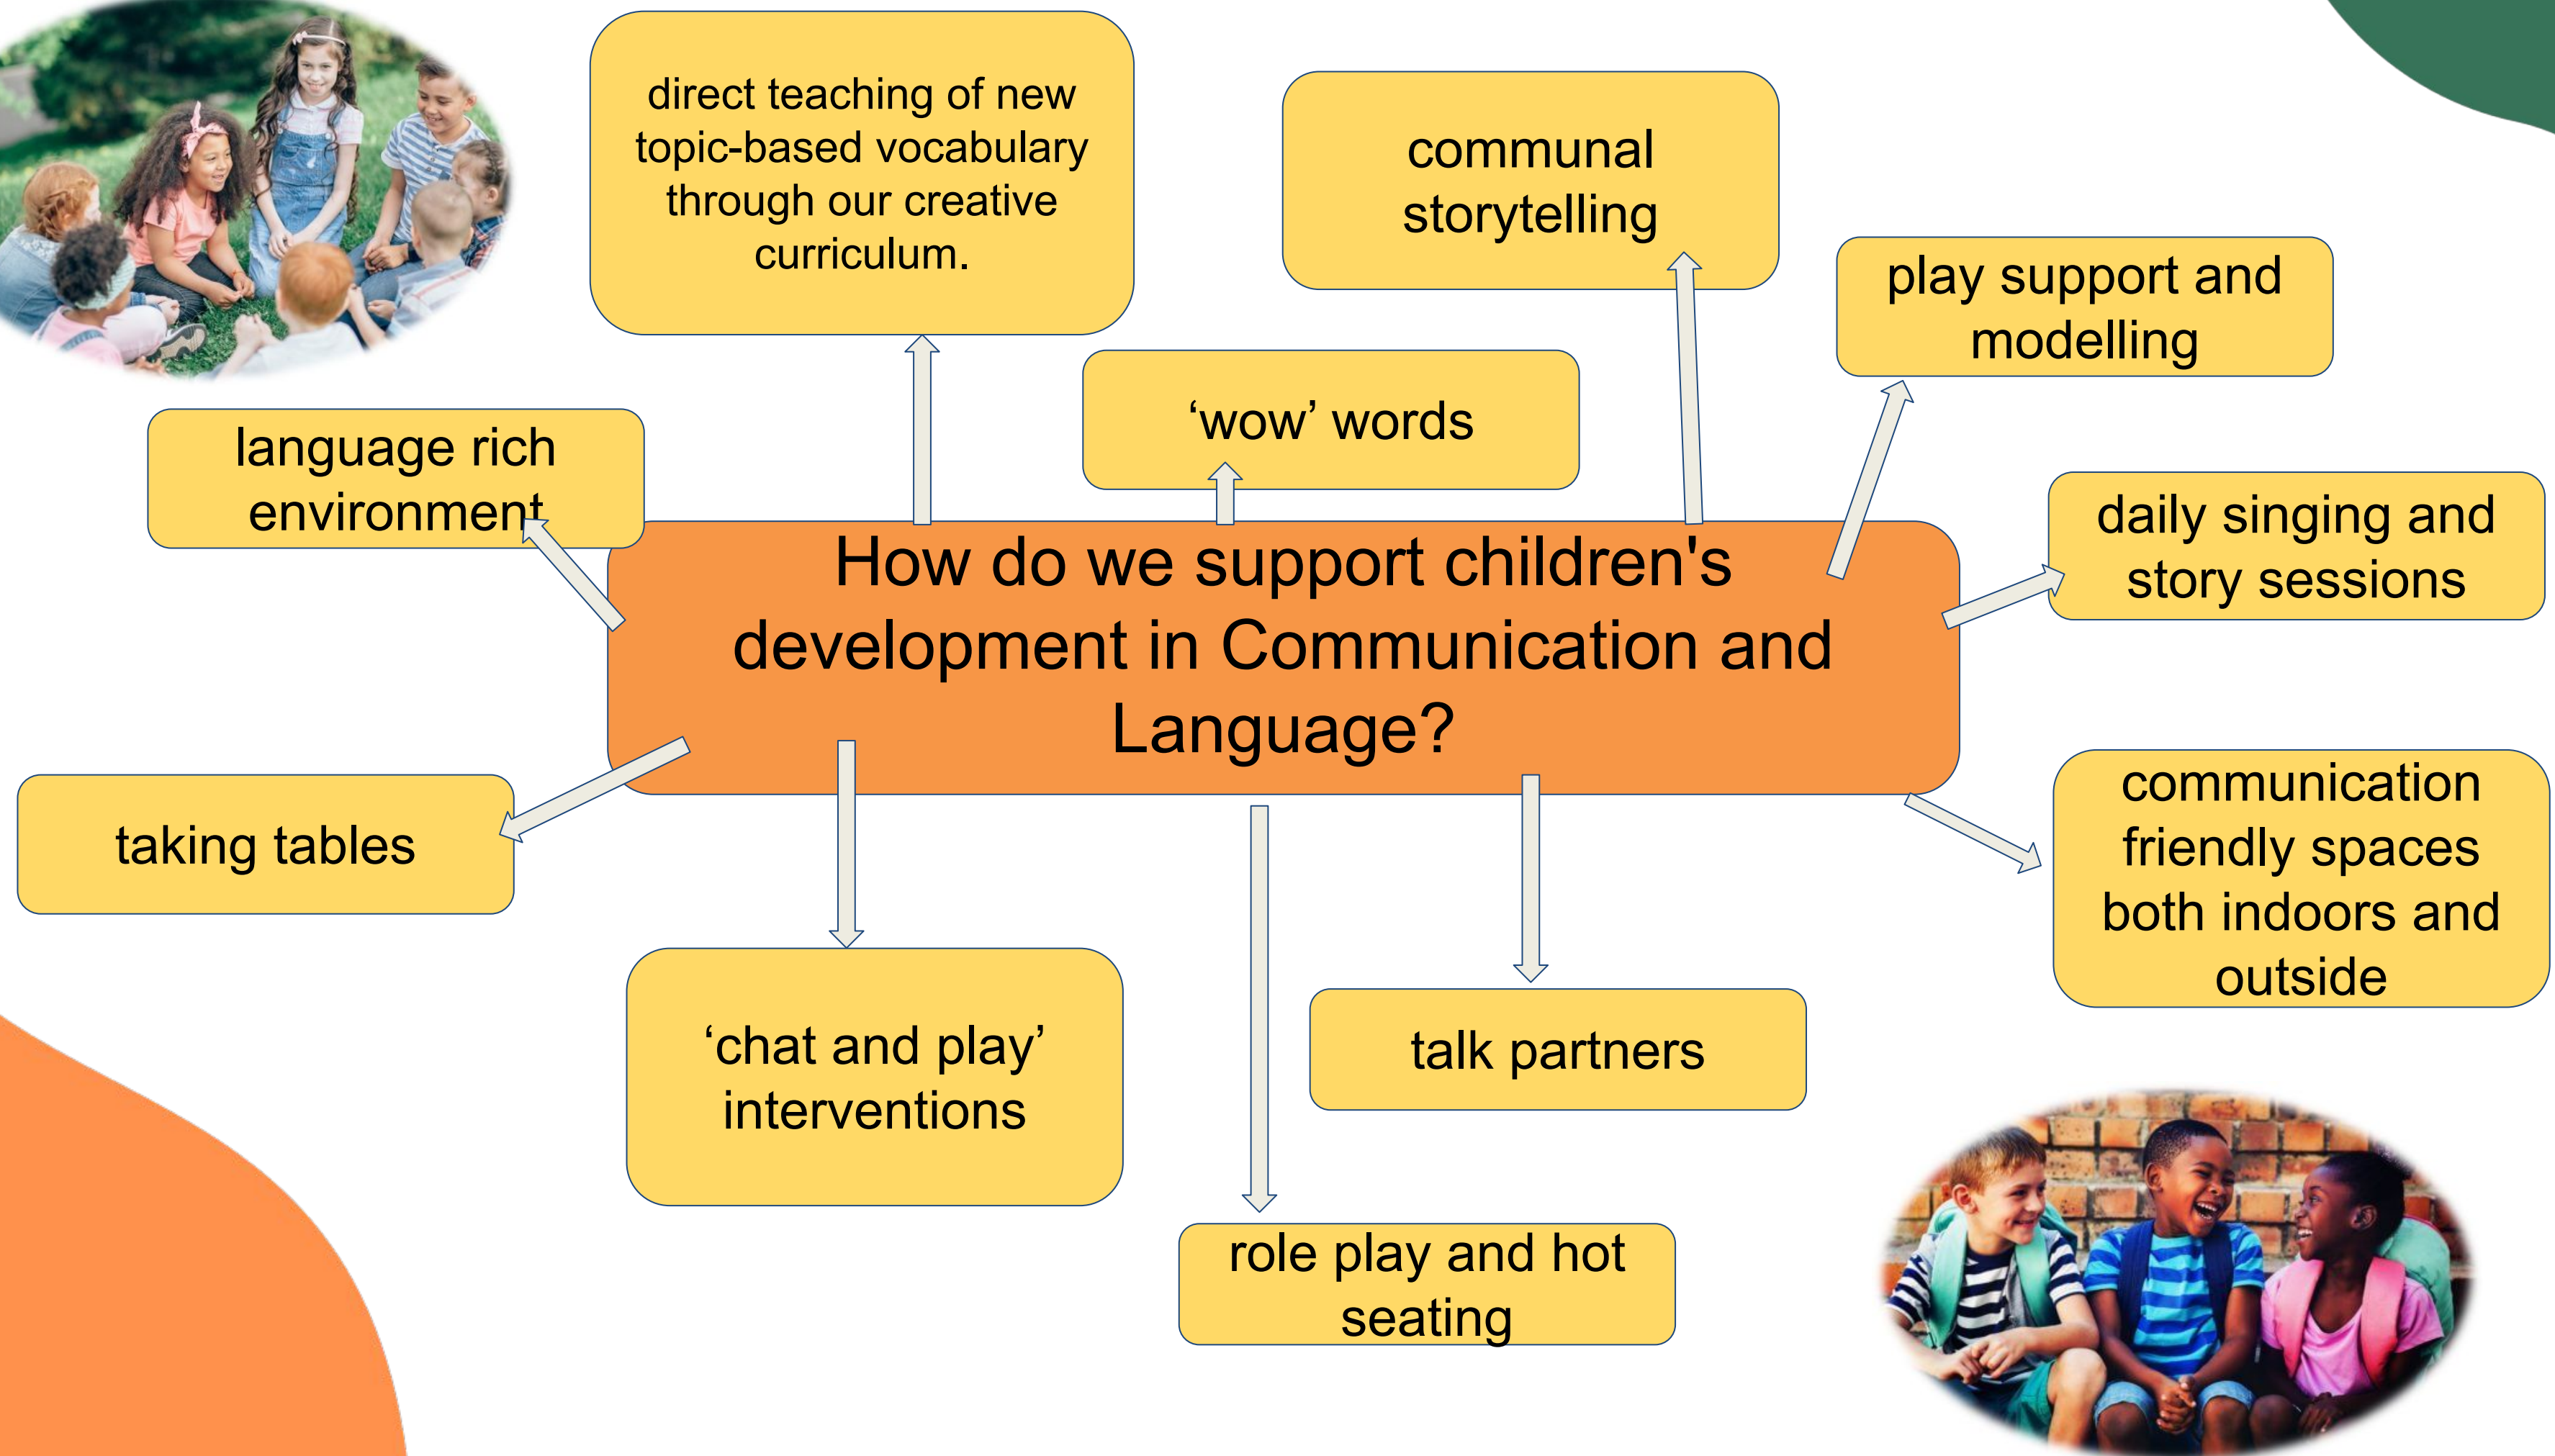 direct teaching of new
topic-based vocabulary
through our creative
curriculum.
communal
storytelling
play support and
modelling
‘wow’ words
language rich
environment
daily singing and
story sessions
How do we support children's
development in Communication and
Language?
taking tables
communication
friendly spaces
both indoors and
outside
‘chat and play’
interventions
talk partners
role play and hot
seating